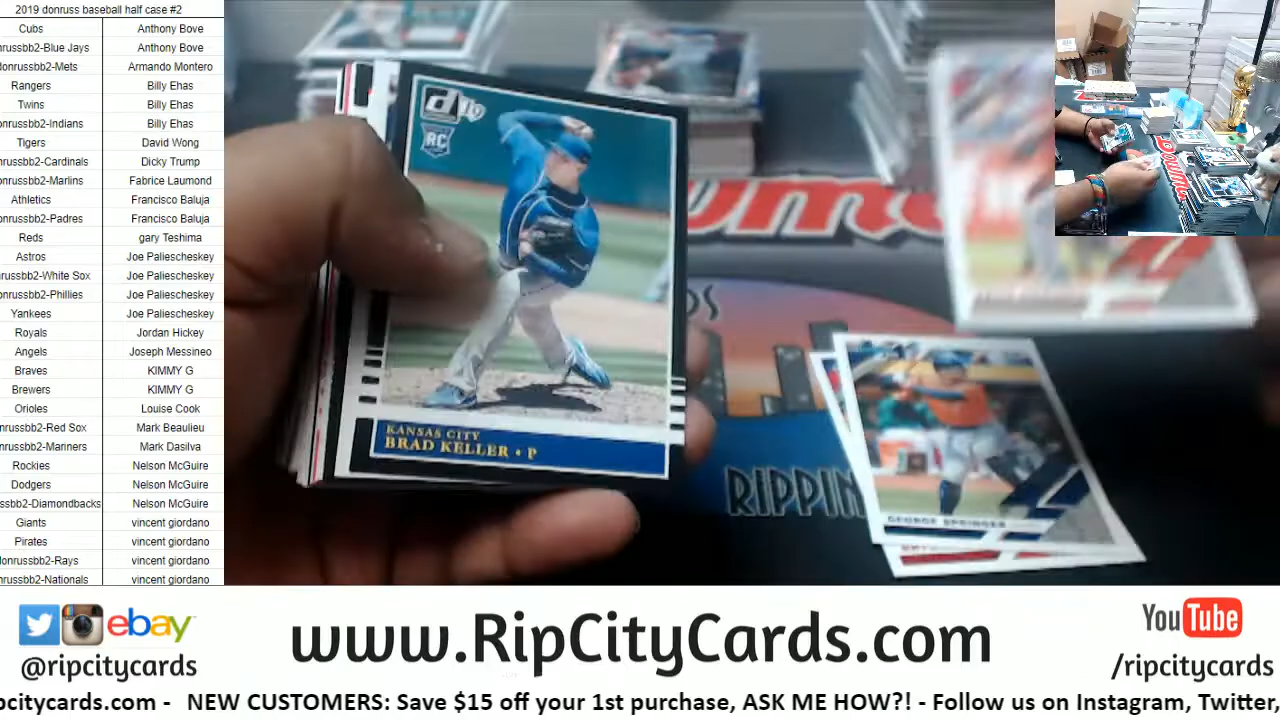 2019 donruss baseball half case #2
Cubs Anthony Bove
onrussbb2-Blue Jays Anthony Bove
donrussbb2-Mets Armando Montero
Rangers Billy Ehas
Twins Billy Ehas
onrussbb2-Indians Billy Ehas
Tigers David Wong
onrussbb2-Cardinals Dicky Trump
onrussbb2-Marlins Fabrice Laumond
Athletics Francisco Baluja
onrussbb2-Padres Francisco Baluja
Reds gary Teshima
Astros Joe Paliescheskey
nrussbb2-White Sox Joe Paliescheskey
onrussbb2-Phillies Joe Paliescheskey
Yankees Joe Paliescheskey
Royals Jordan Hickey
Angels Joseph Messineo
Braves KIMMY G
Brewers KIMMY G
Orioles Louise Cook
onrussbb2-Red Sox Mark Beaulieu
nrussbb2-Mariners Mark Dasilva
Rockies Nelson McGuire
Dodgers Nelson McGuire
ssbb2-Diamondbacks Nelson McGuire
Giants vincent giordano
Pirates vincent giordano
donrussbb2-Rays vincent giordano
nrussbb2-Nationals vincent giordano
d
RC
KANSAS CITY
BRAD KELLER • P
GEORGE SPRINGER
RIPPIN
ebay
@ripcitycards
www.RipCityCards.com
YouTube
/ripcitycards
pcitycards.com - NEW CUSTOMERS: Save $15 off your 1st purchase, ASK ME HOW?! - Follow us on Instagram, Twitter,